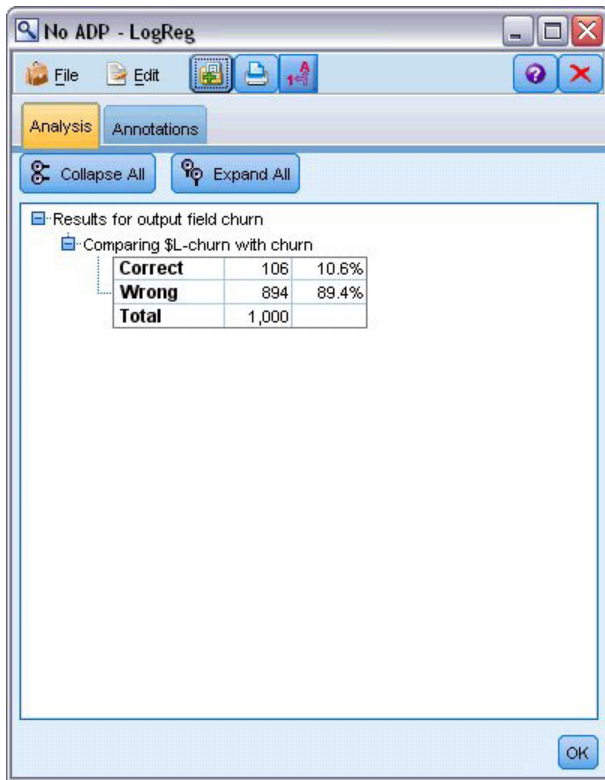 No ADP - LogReg
File Edit
Analysis Annotations
Collapse All Expand All
Results for output field churn
Comparing $L-churn with churn
Correct 106 10.6%
Wrong 894 89.4%
Total 1,000
OK